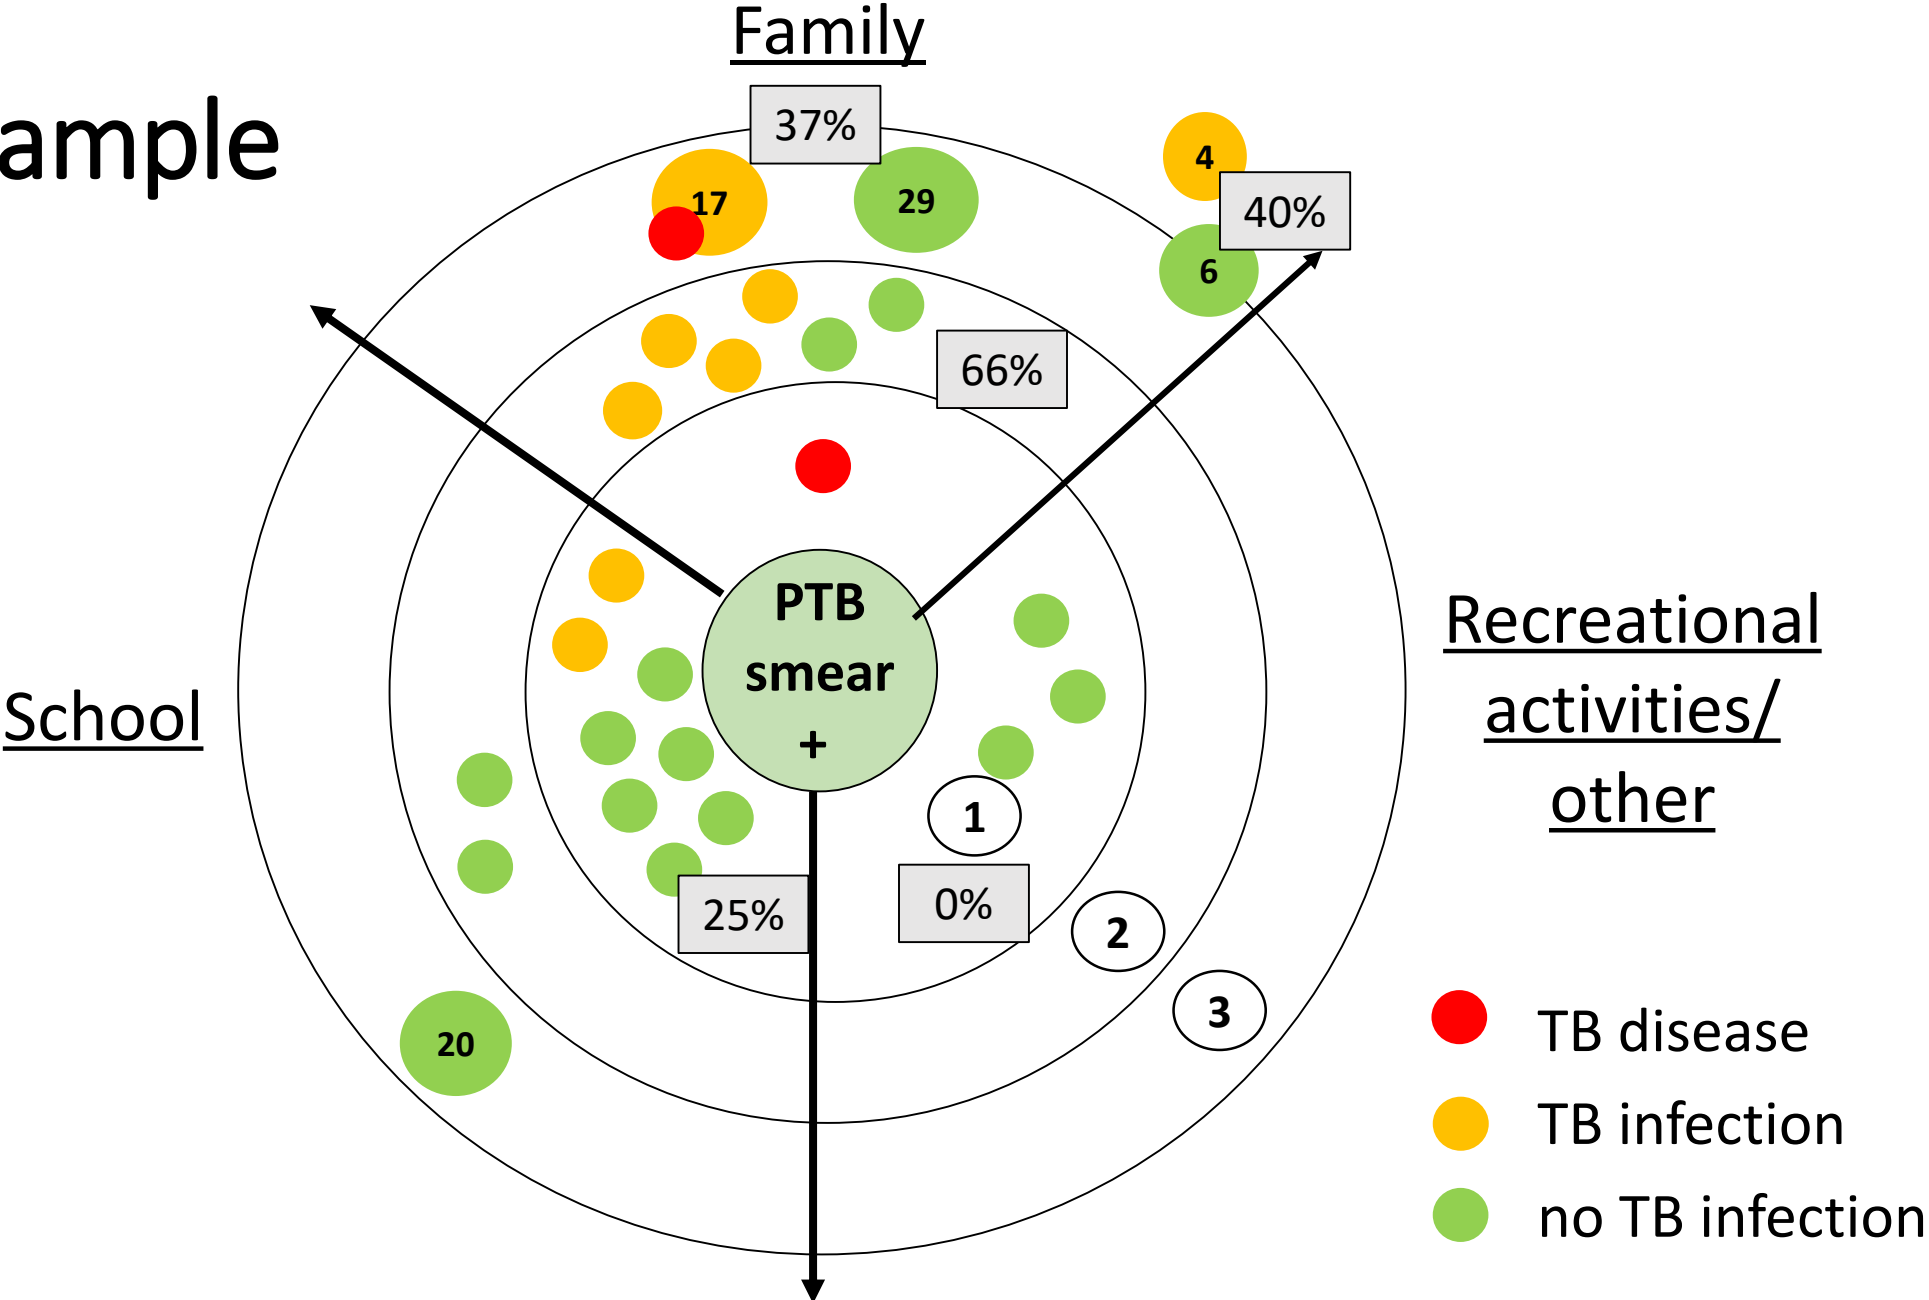 Family
ample
37%
17
29
4
40%
6
66%
PTB
smear
+
School
Recreational
activities/
other
1
0%
25%
2
3
20
TB disease
TB infection
no TB infection